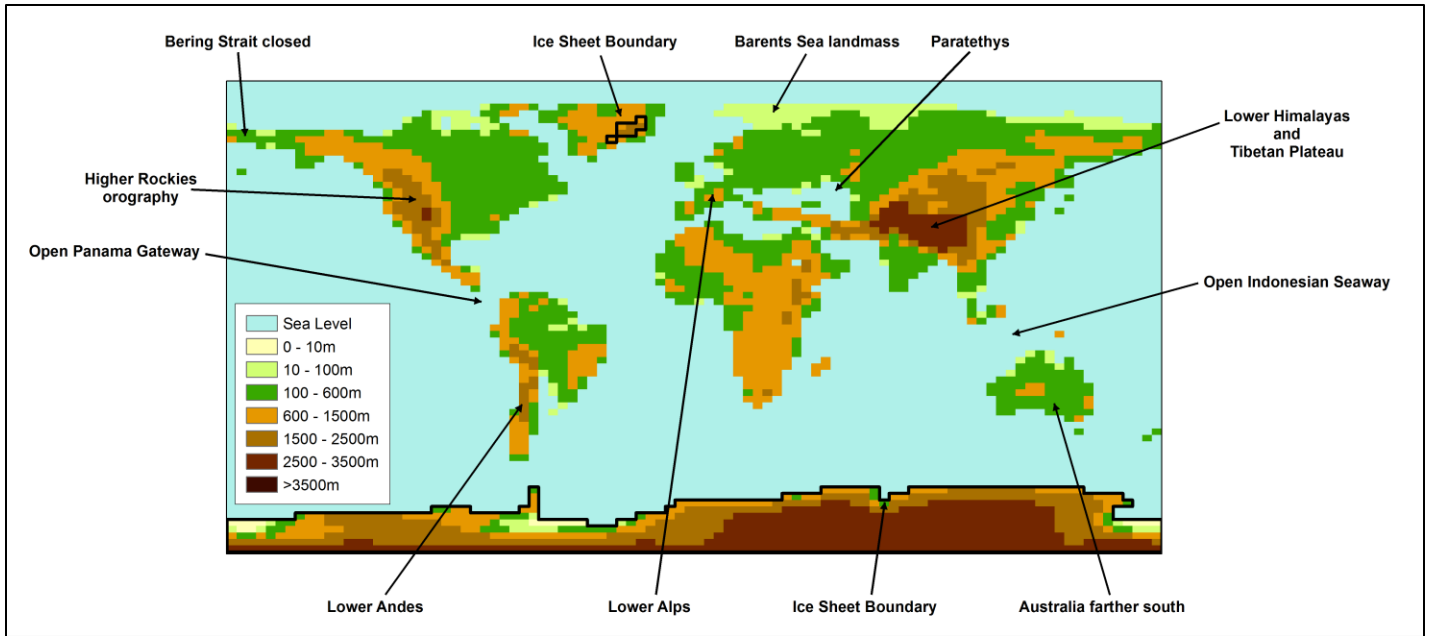 Bering Strait closed
Ice Sheet Boundary
Barents Sea landmass
Paratethys
Lower Himalayas
and
Tibetan Plateau
Higher Rockies
orography
Open Panama Gateway
Open Indonesian Seaway
Sea Level
0 - 10m
10 - 100m
100 - 600m
600 - 1500m
1500 - 2500m
2500 - 3500m
>3500m
Lower Andes
Lower Alps
Ice Sheet Boundary
Australia farther south